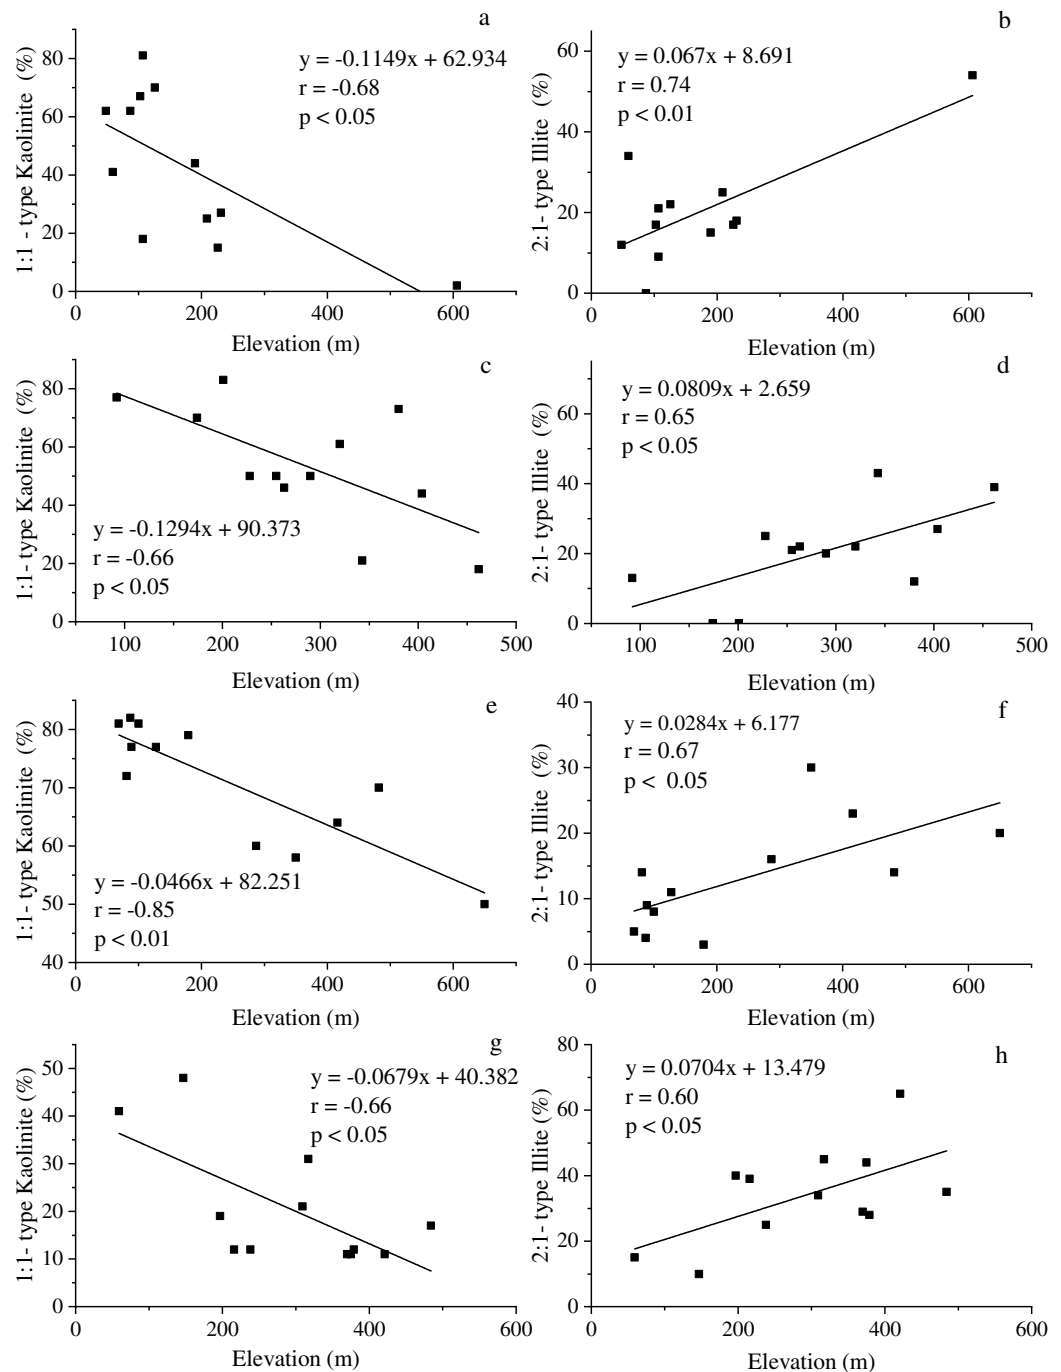 a
y = -0.1149x + 62.934
r = -0.68
p < 0.05
1:1 - type Kaolinite (%)
80
60
40
20
0
0 200 400 600
Elevation (m)
b
y = 0.067x + 8.691
r = 0.74
p < 0.01
2:1- type Illite (%)
60
40
20
0
0 200 400 600
Elevation (m)
c
y = -0.1294x + 90.373
r = -0.66
p < 0.05
1:1- type Kaolinite (%)
80
60
40
20
0
100 200 300 400 500
Elevation (m)
d
y = 0.0809x + 2.659
r = 0.65
p < 0.05
2:1- type Illite (%)
60
40
20
0
100 200 300 400 500
Elevation (m)
e
y = -0.0466x + 82.251
r = -0.85
p < 0.01
1:1- type Kaolinite (%)
80
70
60
50
40
0 200 400 600
Elevation (m)
f
y = 0.0284x + 6.177
r = 0.67
p < 0.05
2:1- type Illite (%)
40
30
20
10
0
0 200 400 600
Elevation (m)
g
y = -0.0679x + 40.382
r = -0.66
p < 0.05
1:1- type Kaolinite (%)
50
40
30
20
10
0
0 200 400 600
Elevation (m)
h
y = 0.0704x + 13.479
r = 0.60
p < 0.05
2:1- type Illite (%)
80
60
40
20
0
0 200 400 600
Elevation (m)